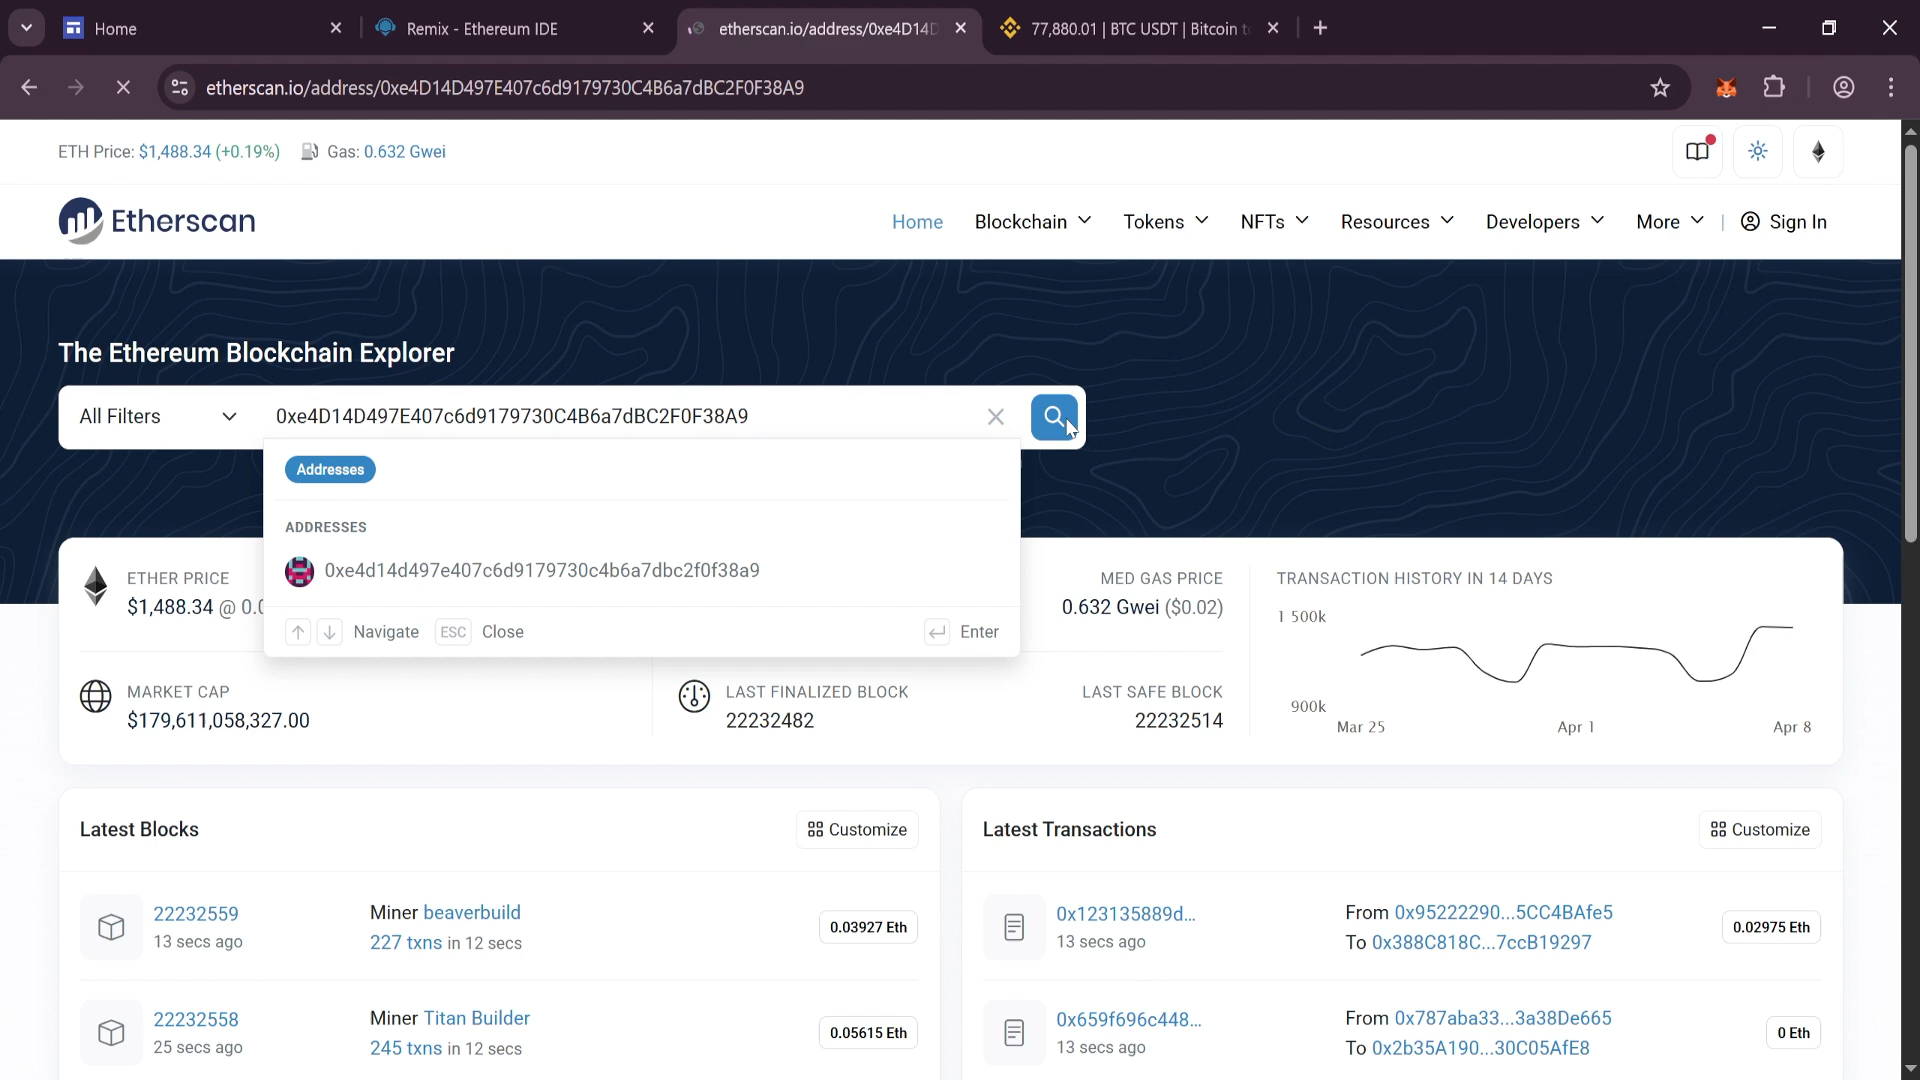 Home
Remix - Ethereum IDE
etherscan.io/address/0xe4D14D
77,880.01 | BTC USDT | Bitcoin t
etherscan.io/address/0xe4D14D497E407c6d9179730C4B6a7dBC2F0F38A9
ETH Price: $1,488.34 (+0.19%) Gas: 0.632 Gwei
Etherscan
Home Blockchain Tokens NFTs Resources Developers More | Sign In
The Ethereum Blockchain Explorer
All Filters 0xe4D14D497E407c6d9179730C4B6a7dBC2F0F38A9
Addresses
ADDRESSES
0xe4d14d497e407c6d9179730c4b6a7dbc2f0f38a9
Navigate ESC Close Enter
ETHER PRICE
$1,488.34 @ 0.0
MED GAS PRICE
0.632 Gwei ($0.02)
MARKET CAP
$179,611,058,327.00
LAST FINALIZED BLOCK
22232482
LAST SAFE BLOCK
22232514
TRANSACTION HISTORY IN 14 DAYS
1 500k
900k
Mar 25 Apr 1 Apr 8
Latest Blocks
Customize
22232559
13 secs ago
Miner beaverbuild
227 txns in 12 secs
0.03927 Eth
22232558
25 secs ago
Miner Titan Builder
245 txns in 12 secs
0.05615 Eth
Latest Transactions
Customize
0x123135889d...
13 secs ago
From 0x95222290...5CC4BAfe5
To 0x388C818C...7ccB19297
0.02975 Eth
0x659f696c448...
13 secs ago
From 0x787aba33...3a38De665
To 0x2b35A190...30C05AfE8
0 Eth